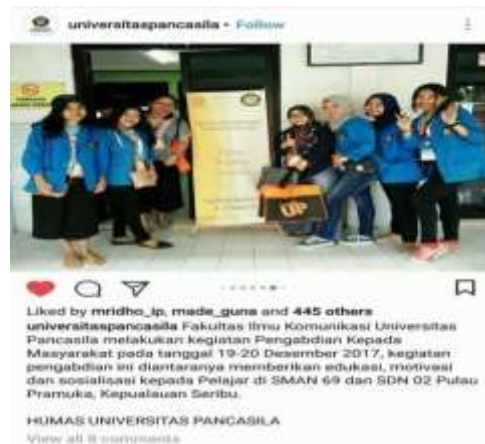 universitaspancasila • Follow
UP
Liked by mridho_ip, made_guna and 445 others
universitaspancasila Fakultas Ilmu Komunikasi Universitas
Pancasila melakukan kegiatan Pengabdian Kepada
Masyarakat pada tanggal 19-20 Desember 2017, kegiatan
pengabdian ini diantaranya memberikan edukasi, motivasi
dan sosialisasi kepada Pelajar di SMAN 69 dan SDN 02 Pulau
Pramuka, Kepualauan Seribu.
HUMAS UNIVERSITAS PANCASILA
View all 8 comments